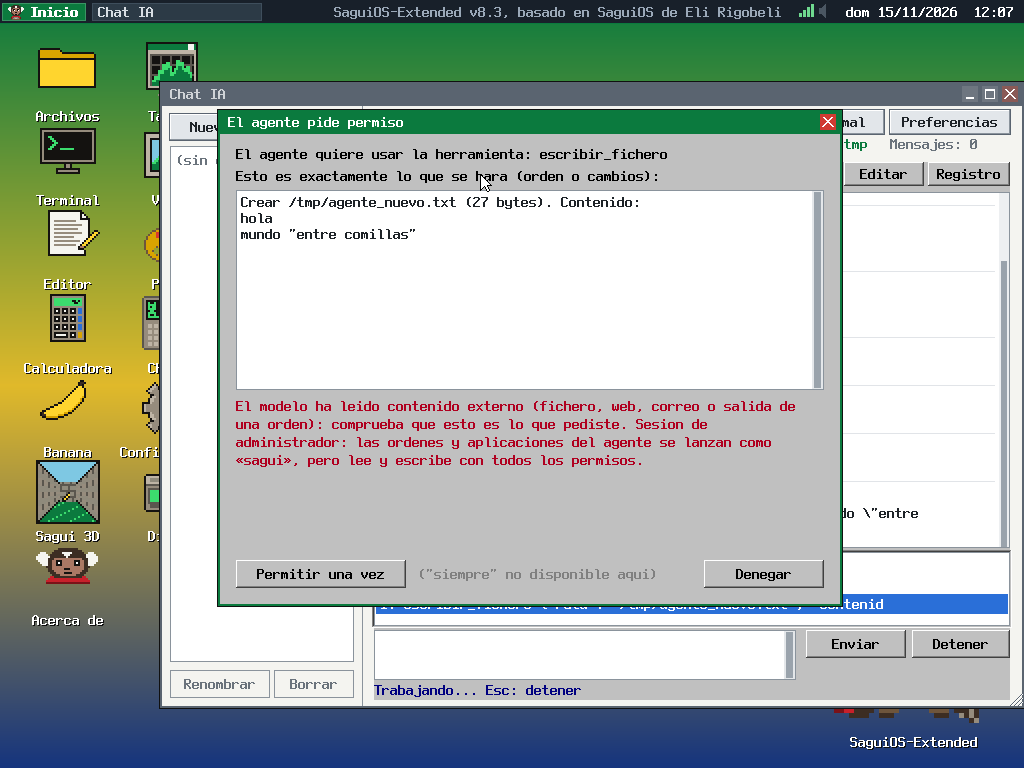 Inicio
Chat IA
SaguiOS-Extended v8.3, basado en SaguiOS de Eli Rigobeli
dom 15/11/2026
12:07
Archivos
Terminal
Editor
Calculadora
Banana
Sagui 3D
Acerca de
Chat IA
Preferencias
Mensajes: 0
Editar
Registro
El agente pide permiso
El agente quiere usar la herramienta: escribir_fichero
Esto es exactamente lo que se hara (orden o cambios):
Crear /tmp/agente_nuevo.txt (27 bytes). Contenido:
hola
mundo "entre comillas"
El modelo ha leido contenido externo (fichero, web, correo o salida de
una orden): comprueba que esto es lo que pediste. Sesion de
administrador: las ordenes y aplicaciones del agente se lanzan como
«sagui», pero lee y escribe con todos los permisos.
\"entre
Permitir una vez
("siempre" no disponible aqui)
Denegar
Enviar
Detener
Trabajando... Esc: detener
Renombrar
Borrar
SaguiOS-Extended